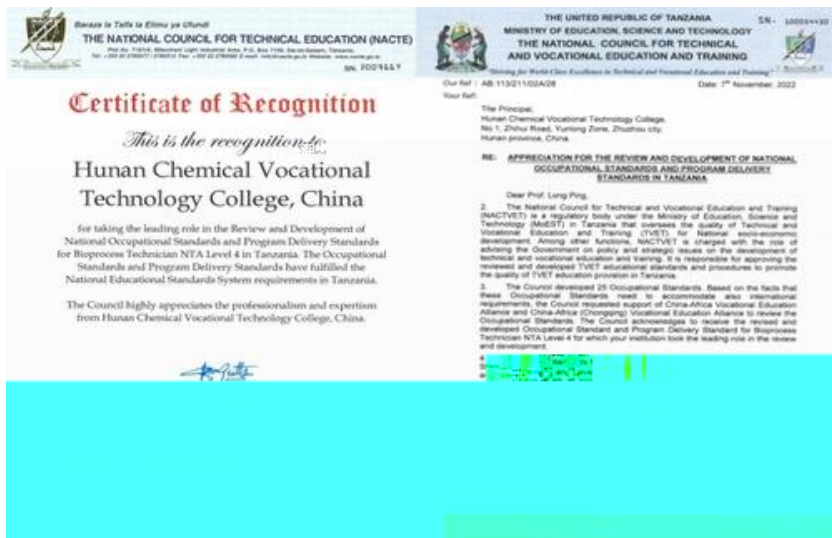 Baraza la Taifa la Elimu ya Ufundi
THE NATIONAL COUNCIL FOR TECHNICAL EDUCATION (NACTE)
Certificate of Recognition
This is the recognition to
Hunan Chemical Vocational
Technology College, China
for taking the leading role in the Review and Development of
National Occupational Standards and Program Delivery Standards
for Bioprocess Technician NTA Level 4 in Tanzania. The Occupational
Standards and Program Delivery Standards have fulfilled the
National Educational Standards System requirements in Tanzania.
The Council highly appreciates the professionalism and expertism
from Hunan Chemical Vocational Technology College, China.
THE UNITED REPUBLIC OF TANZANIA
MINISTRY OF EDUCATION, SCIENCE AND TECHNOLOGY
THE NATIONAL COUNCIL FOR TECHNICAL
AND VOCATIONAL EDUCATION AND TRAINING
"Striving for World-Class Excellence in Technical and Vocational Education and Training"
Our Ref : AB.113/211/02A/28
Date: 7th November, 2022
Your Ref:
The Principal,
Hunan Chemical Vocational Technology College,
No 1, Zhihui Road, Yunlong Zone, Zhuzhou city,
Hunan province, China.
RE: APPRECIATION FOR THE REVIEW AND DEVELOPMENT OF NATIONAL
OCCUPATIONAL STANDARDS AND PROGRAM DELIVERY
STANDARDS IN TANZANIA
Dear Prof. Long Ping,
2. The National Council for Technical and Vocational Education and Training
(NACTVET) is a regulatory body under the Ministry of Education, Science and
Technology (MoEST) in Tanzania that oversees the quality of Technical and
Vocational Education and Training (TVET) for National socio-economic
development. Among other functions, NACTVET is charged with the role of
advising the Government on policy and strategic issues on the development of
technical and vocational education and training. It is responsible for approving the
reviewed and developed TVET educational standards and procedures to promote
the quality of TVET education provision in Tanzania.
3. The Council developed 25 Occupational Standards. Based on the facts that
these Occupational Standards need to accommodate also international
requirements, the Council requested support of China-Africa Vocational Education
Alliance and China-Africa (Chongqing) Vocational Education Alliance to review the
Occupational Standards. The Council acknowledges to receive the revised and
developed Occupational Standard and Program Delivery Standard for Bioprocess
Technician NTA Level 4 for which your institution took the leading role in the review
and development.